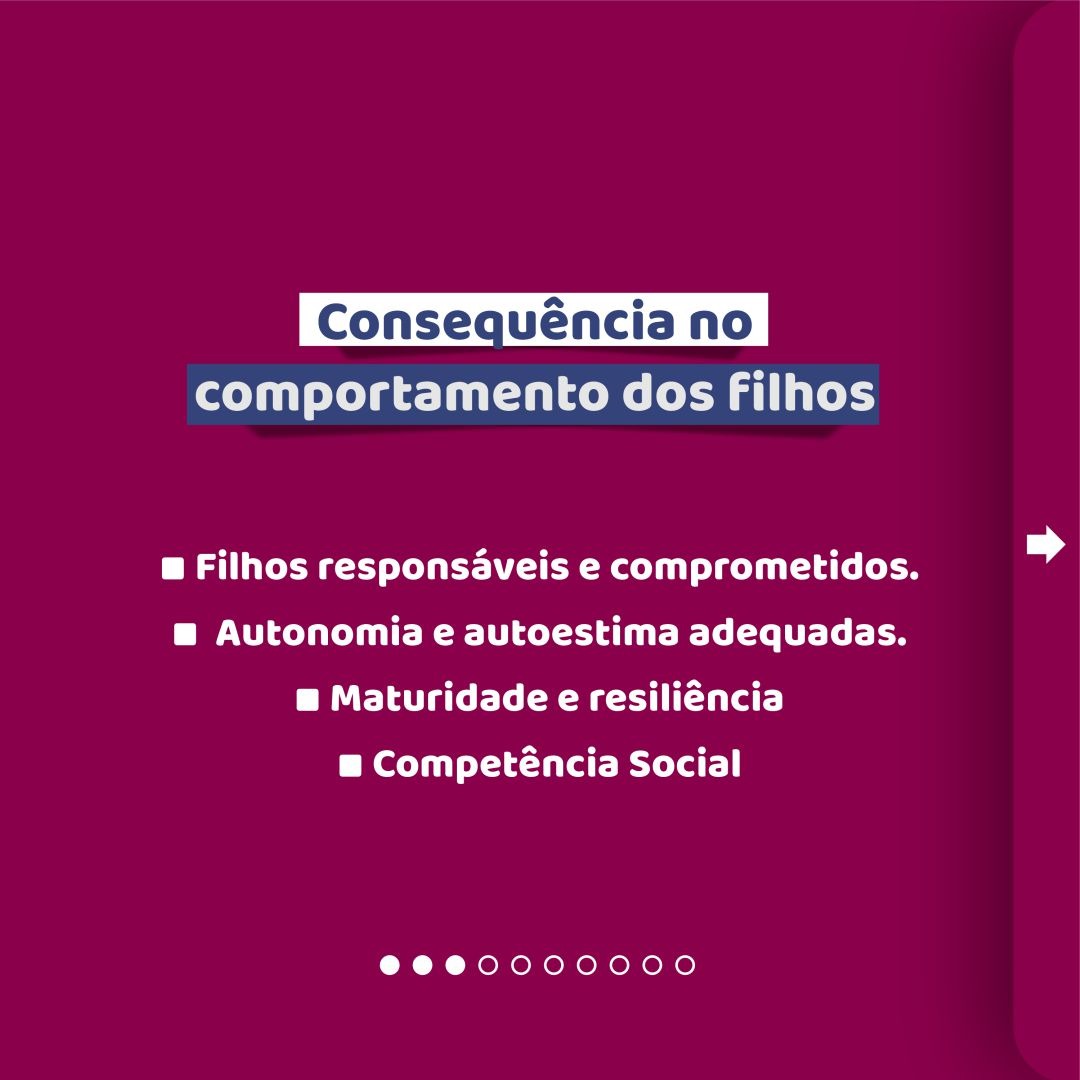 Consequência no
comportamento dos filhos
■ Filhos responsáveis e comprometidos.
■ Autonomia e autoestima adequadas.
■ Maturidade e resiliência
■ Competência Social